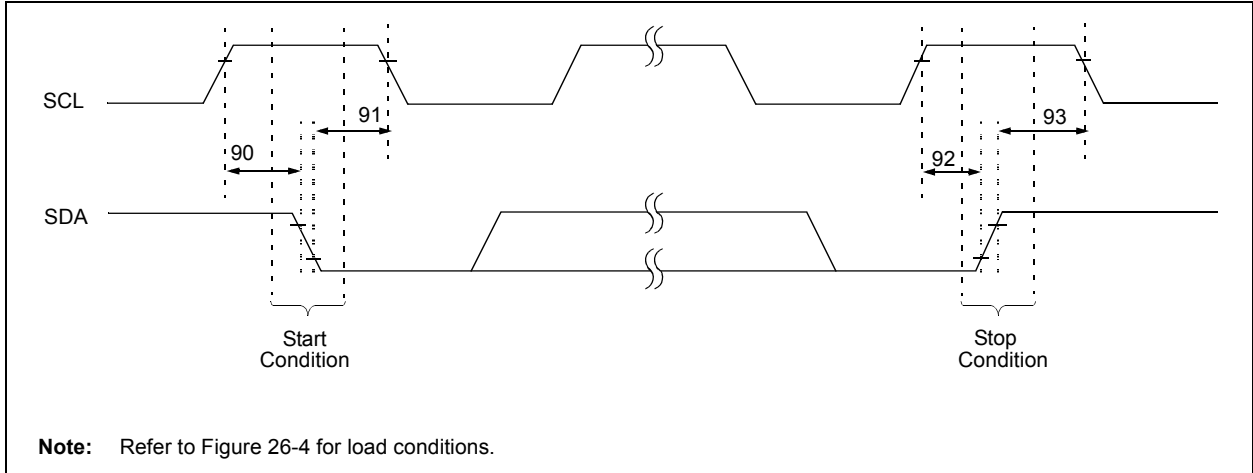 SCL
91
93
90
92
SDA
Start
Condition
Stop
Condition
Note: Refer to Figure 26-4 for load conditions.